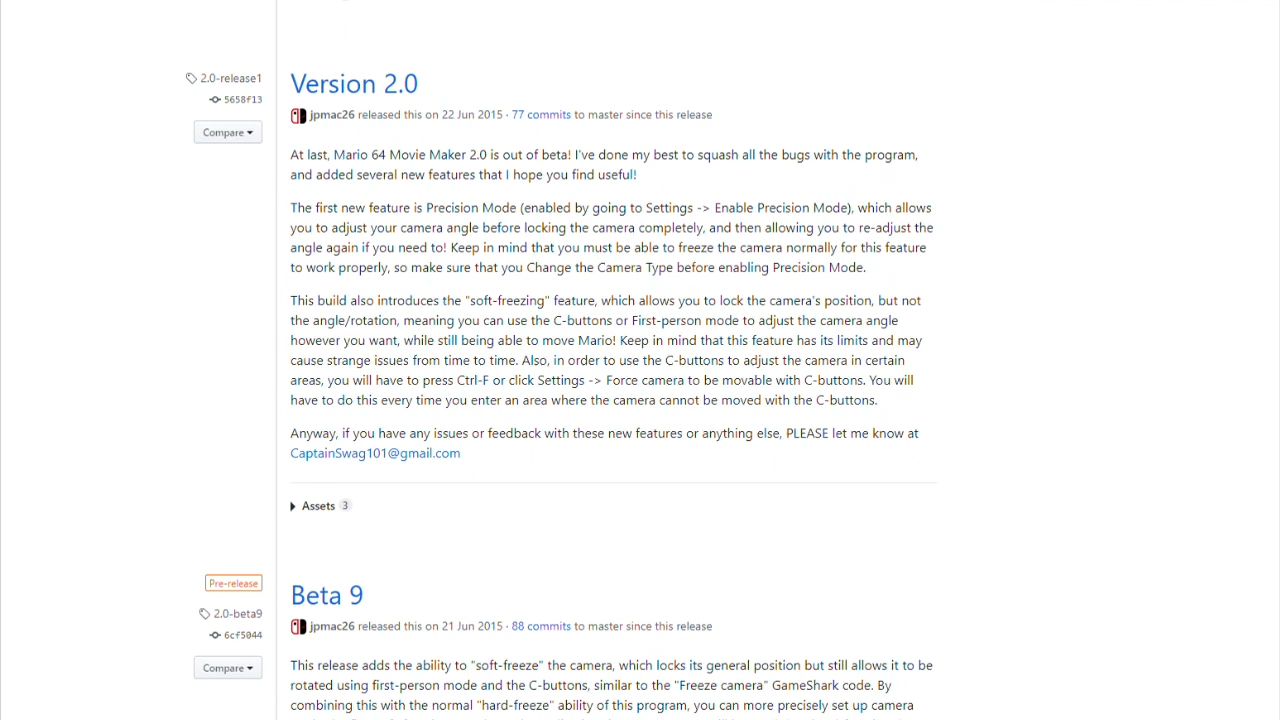 2.0-release1
5658f13
Compare
Version 2.0
jpmac26 released this on 22 Jun 2015 · 77 commits to master since this release
At last, Mario 64 Movie Maker 2.0 is out of beta! I've done my best to squash all the bugs with the program,
and added several new features that I hope you find useful!
The first new feature is Precision Mode (enabled by going to Settings -> Enable Precision Mode), which allows
you to adjust your camera angle before locking the camera completely, and then allowing you to re-adjust the
angle again if you need to! Keep in mind that you must be able to freeze the camera normally for this feature
to work properly, so make sure that you Change the Camera Type before enabling Precision Mode.
This build also introduces the "soft-freezing" feature, which allows you to lock the camera's position, but not
the angle/rotation, meaning you can use the C-buttons or First-person mode to adjust the camera angle
however you want, while still being able to move Mario! Keep in mind that this feature has its limits and may
cause strange issues from time to time. Also, in order to use the C-buttons to adjust the camera in certain
areas, you will have to press Ctrl-F or click Settings -> Force camera to be movable with C-buttons. You will
have to do this every time you enter an area where the camera cannot be moved with the C-buttons.
Anyway, if you have any issues or feedback with these new features or anything else, PLEASE let me know at
CaptainSwag101@gmail.com
Assets 3
Pre-release
2.0-beta9
6cf5044
Compare
Beta 9
jpmac26 released this on 21 Jun 2015 · 88 commits to master since this release
This release adds the ability to "soft-freeze" the camera, which locks its general position but still allows it to be
rotated using first-person mode and the C-buttons, similar to the "Freeze camera" GameShark code. By
combining this with the normal "hard-freeze" ability of this program, you can more precisely set up camera